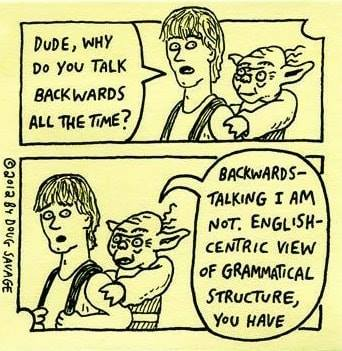 DUDE, WHY
DO YOU TALK
BACKWARDS
ALL THE TIME?
BACKWARDS-
TALKING I AM
NOT. ENGLISH-
CENTRIC VIEW
OF GRAMMATICAL
STRUCTURE,
YOU HAVE
©2012 BY DOUG SAVAGE